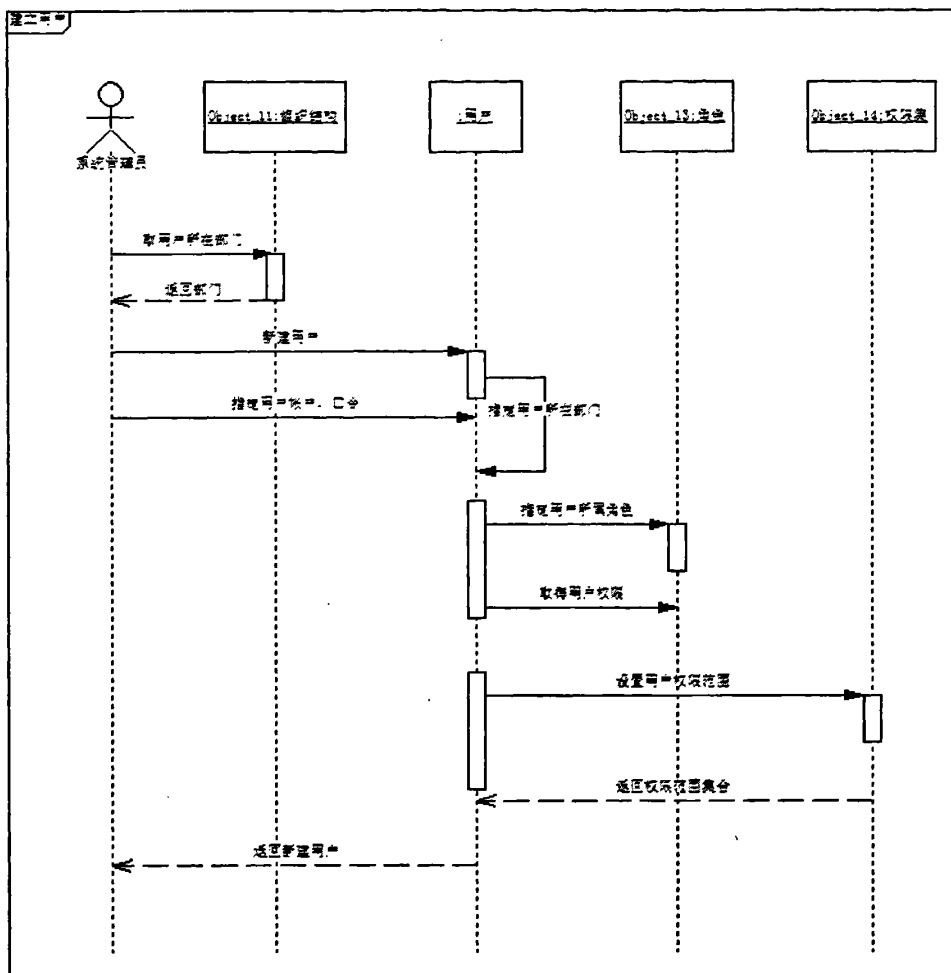 建立用户
系统管理员
Object_11:组织结构
:用户
Object_13:角色
Object_14:权限集
取用户所在部门
返回部门
新建用户
指定用户所在部门
指定用户帐户、口令
指定用户所属角色
取得用户权限
设置用户权限范围
返回权限范围集合
返回新建用户